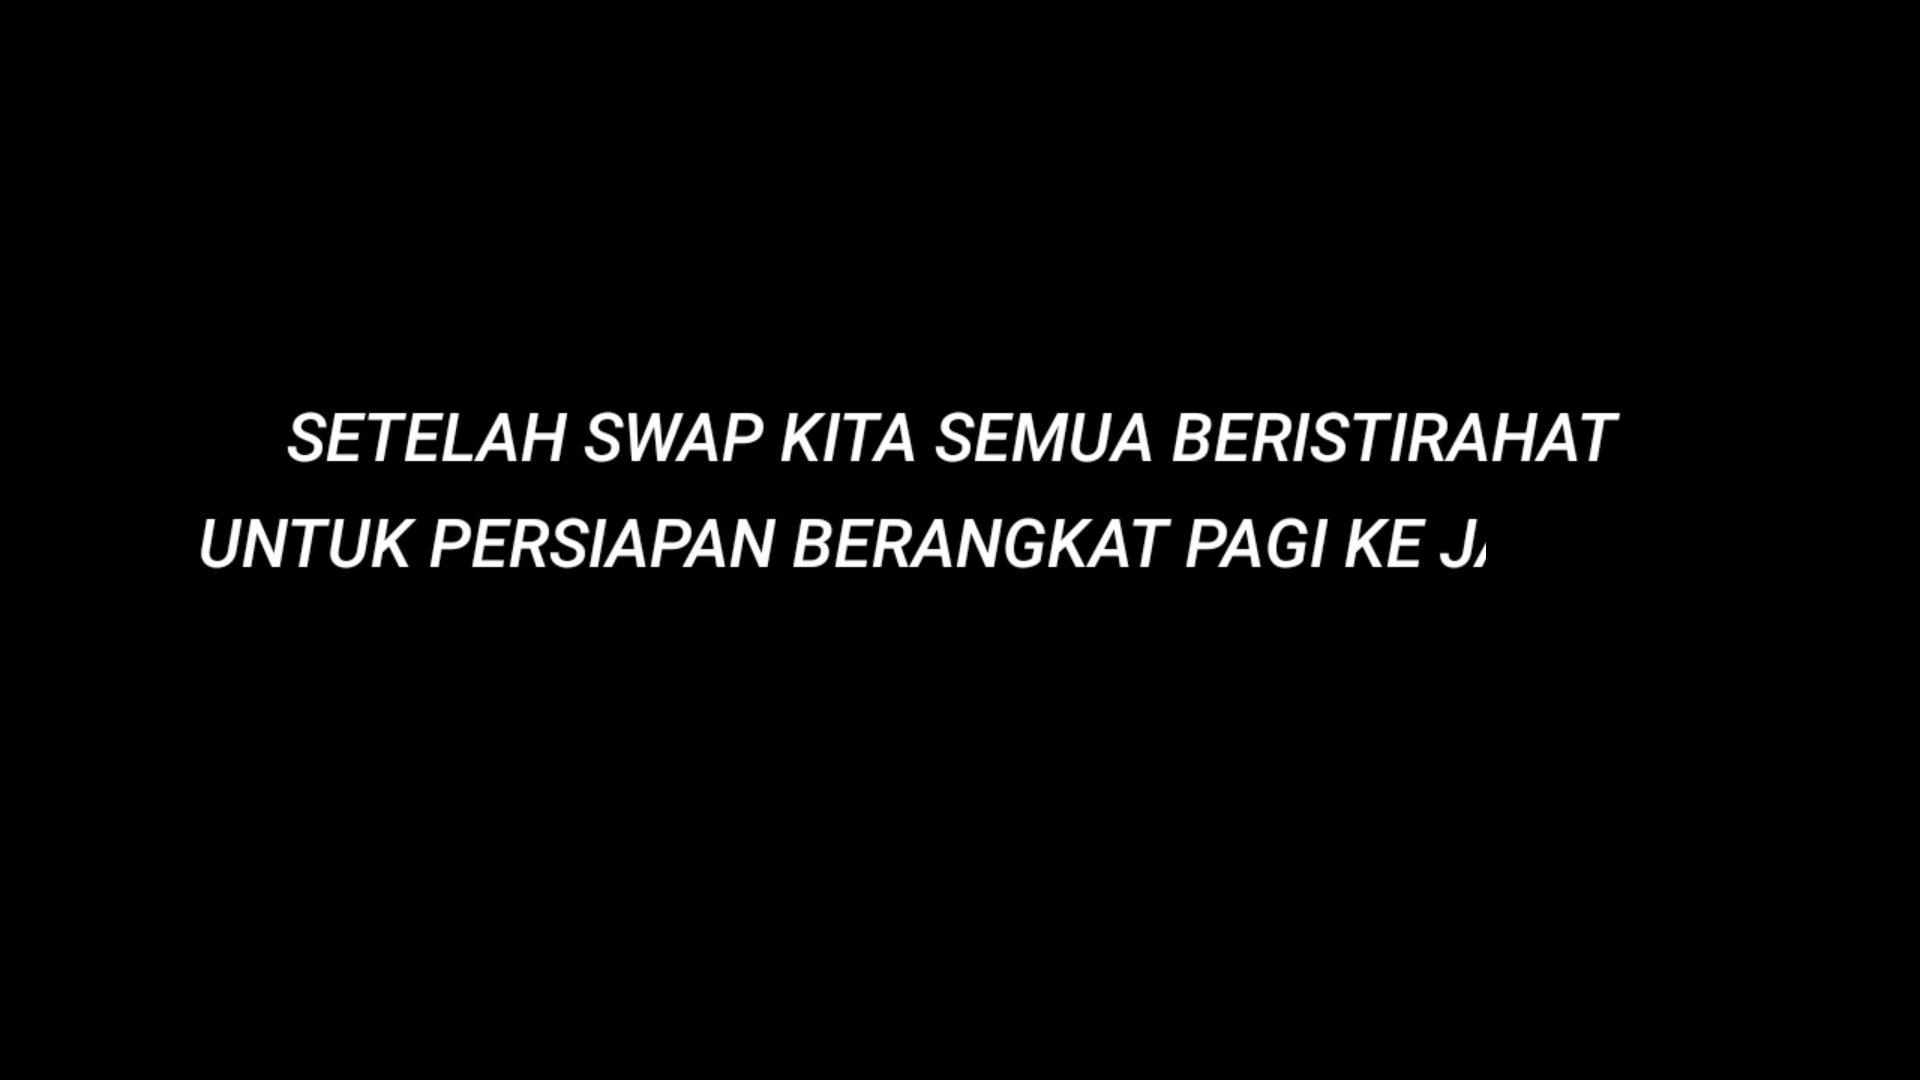 SETELAH SWAP KITA SEMUA BERISTIRAHAT
UNTUK PERSIAPAN BERANGKAT PAGI KE